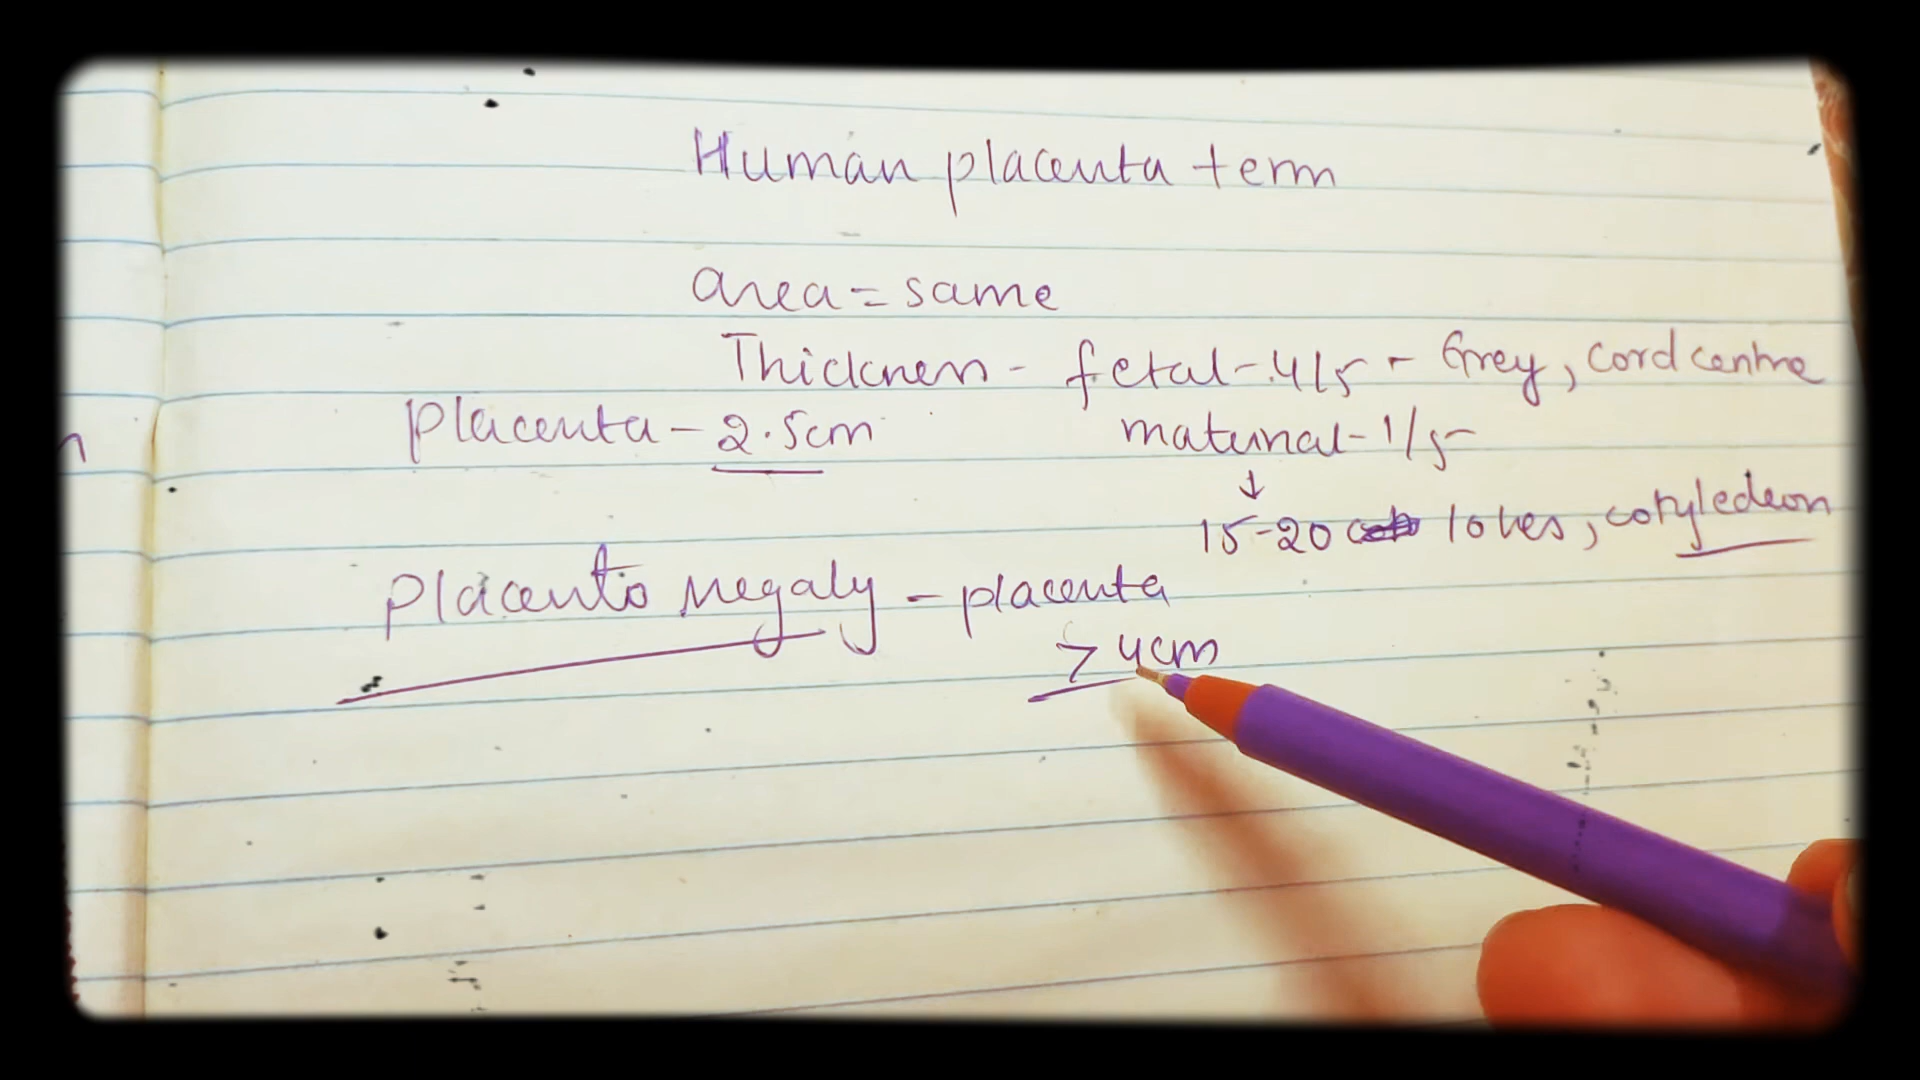 Human placenta term
area = same
Thickness - fetal - 4/5 - Grey, cord centre
placenta - 2.5cm maternal - 1/5
↓
15-20 lobes, cotyledeon
placento Megaly - placenta
> 4cm